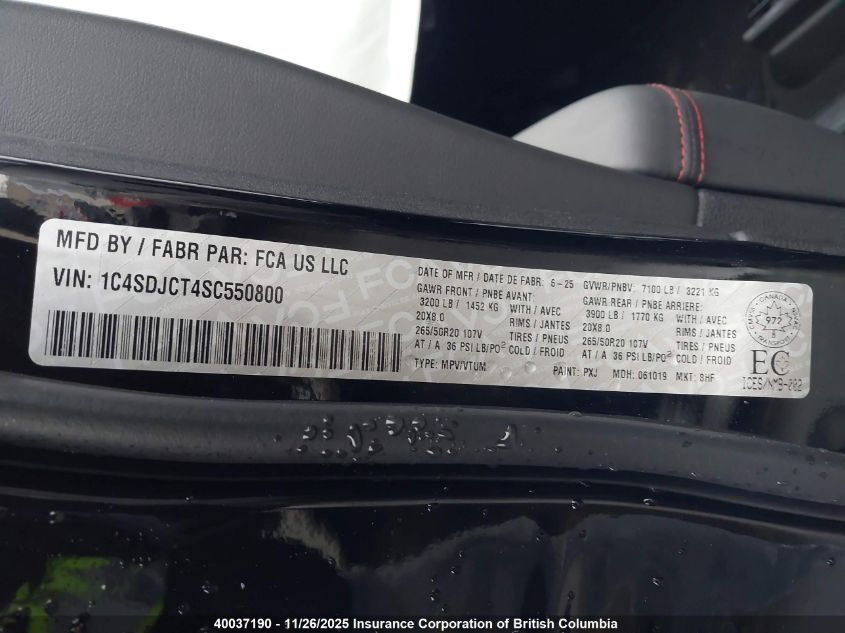 MFD BY / FABR PAR: FCA US LLC
VIN: 1C4SDJCT4SC550800
DATE OF MFR / DATE DE FABR: 6-25 GVWR/PNBV: 7100 LB / 3221 KG
GAWR FRONT / PNBE AVANT: GAWR REAR / PNBE ARRIERE:
3200 LB / 1452 KG WITH / AVEC 3900 LB / 1770 KG WITH / AVEC
20X8.0 RIMS / JANTES 20X8.0 RIMS / JANTES
265/50R20 107V TIRES / PNEUS 265/50R20 107V TIRES / PNEUS
AT / A 36 PSI LB/PO² COLD / FROID AT / A 36 PSI LB/PO² COLD / FROID
TYPE: MPV/VTUM PAINT: PXJ MDH: 061019 MKT: 8HF
CANADA
972
TRANSPORT
EC
ICES/NMB-002
40037190 - 11/26/2025 Insurance Corporation of British Columbia